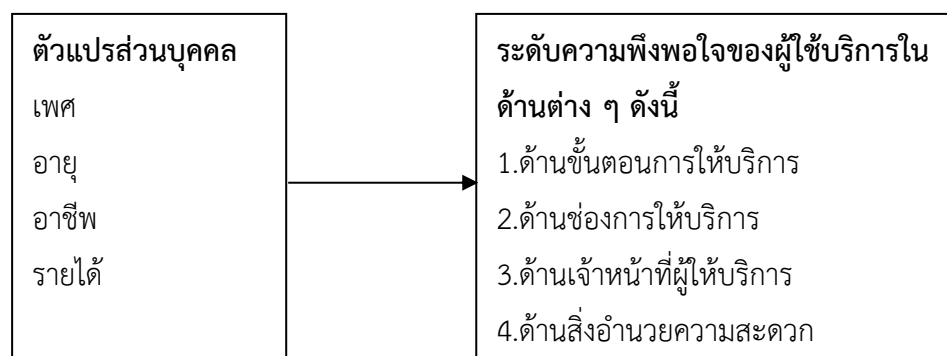 ตัวแปรส่วนบุคคล
เพศ
อายุ
อาชีพ
รายได้
ระดับความพึงพอใจของผู้ใช้บริการใน
ด้านต่าง ๆ ดังนี้
1.ด้านขั้นตอนการให้บริการ
2.ด้านช่องการให้บริการ
3.ด้านเจ้าหน้าที่ผู้ให้บริการ
4.ด้านสิ่งอำนวยความสะดวก